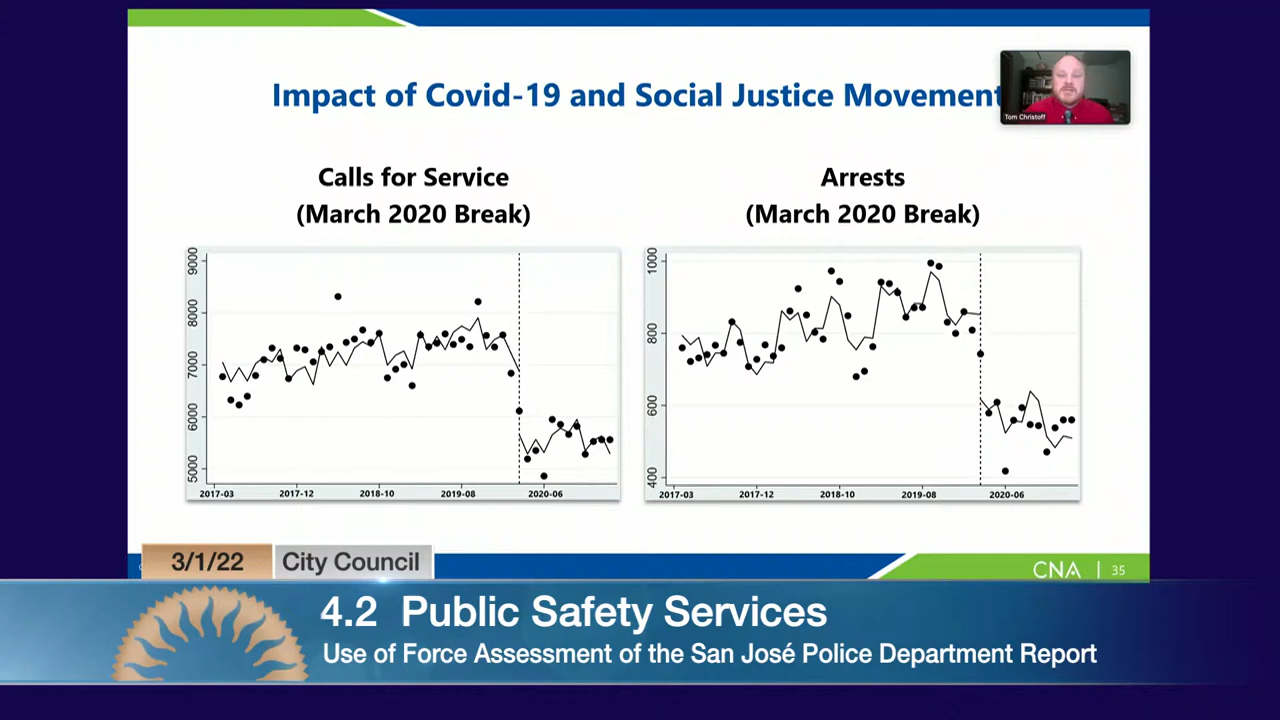 Impact of Covid-19 and Social Justice Movement
Tom Christoff
Calls for Service
(March 2020 Break)
Arrests
(March 2020 Break)
9000
8000
7000
6000
5000
2017-03 2017-12 2018-10 2019-08 2020-06
1000
800
600
400
2017-03 2017-12 2018-10 2019-08 2020-06
CNA | 35
3/1/22 City Council
4.2 Public Safety Services
Use of Force Assessment of the San José Police Department Report